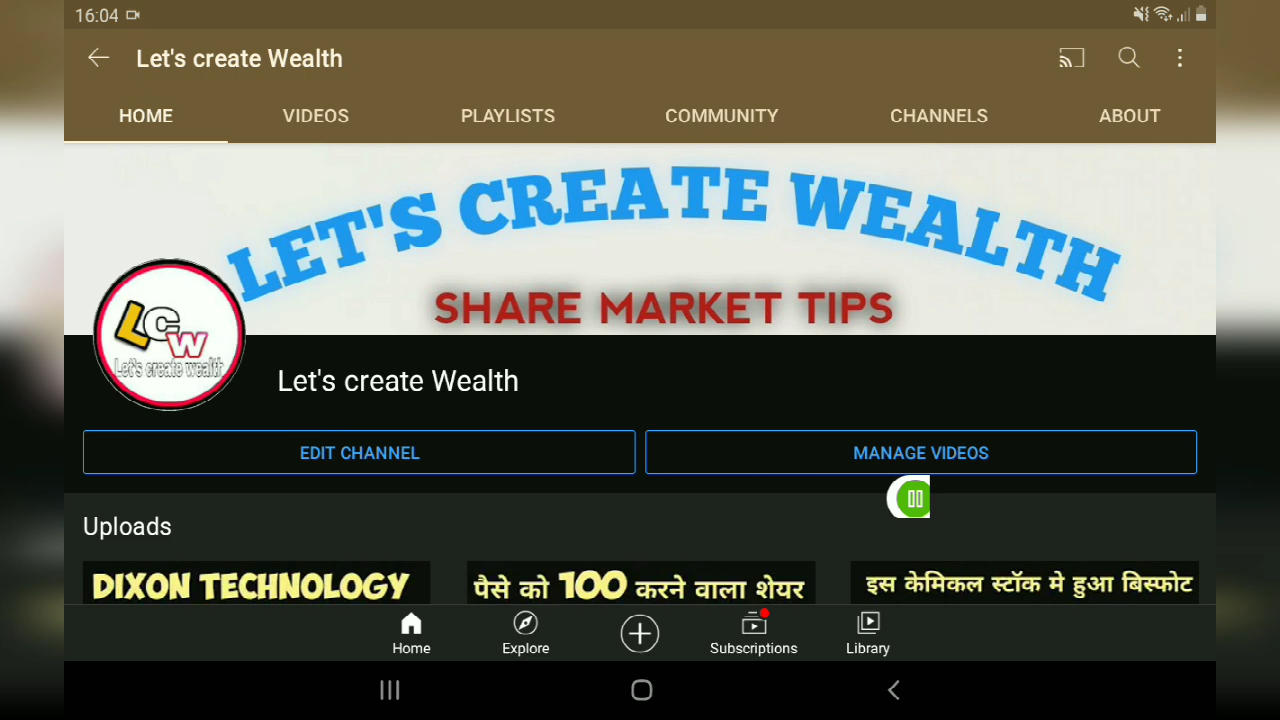 16:04
Let's create Wealth
HOME VIDEOS PLAYLISTS COMMUNITY CHANNELS ABOUT
LET'S CREATE WEALTH
SHARE MARKET TIPS
LCW
Let's create wealth
Let's create Wealth
EDIT CHANNEL MANAGE VIDEOS
Uploads
DIXON TECHNOLOGY पैसे को 100 करने वाला शेयर इस केमिकल स्टॉक मे हुआ बिस्फोट
Home Explore Subscriptions Library